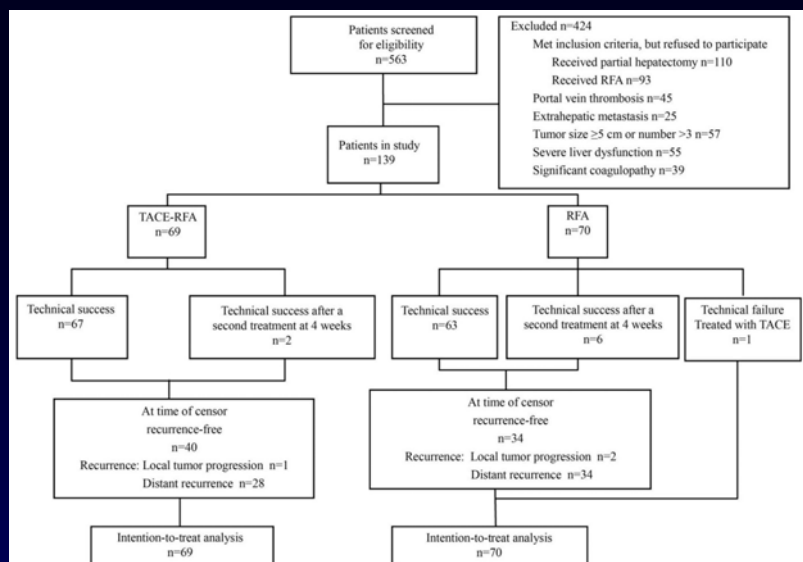 Patients screened
for eligibility
n=563
Excluded n=424
Met inclusion criteria, but refused to participate
Received partial hepatectomy n=110
Received RFA n=93
Portal vein thrombosis n=45
Extrahepatic metastasis n=25
Tumor size ≥5 cm or number >3 n=57
Severe liver dysfunction n=55
Significant coagulopathy n=39
Patients in study
n=139
TACE-RFA
n=69
RFA
n=70
Technical success
n=67
Technical success after a
second treatment at 4 weeks
n=2
Technical success
n=63
Technical success after a
second treatment at 4 weeks
n=6
Technical failure
Treated with TACE
n=1
At time of censor
recurrence-free
n=40
Recurrence: Local tumor progression n=1
Distant recurrence n=28
At time of censor
recurrence-free
n=34
Recurrence: Local tumor progression n=2
Distant recurrence n=34
Intention-to-treat analysis
n=69
Intention-to-treat analysis
n=70